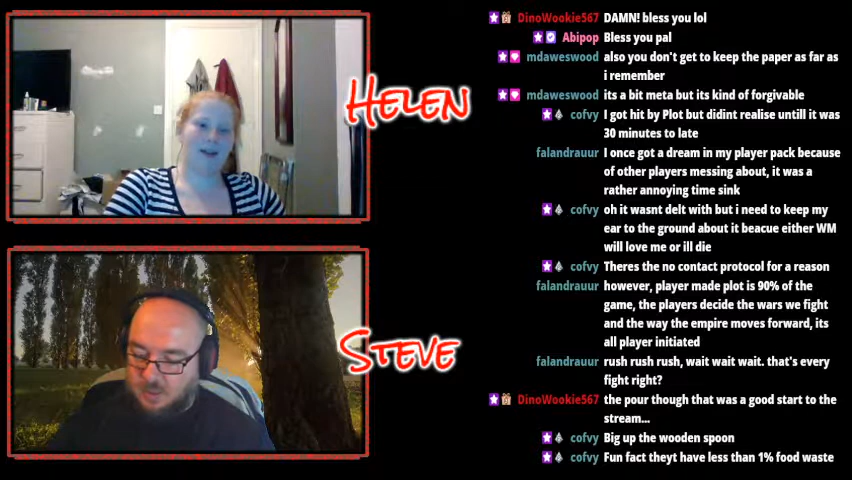 Helen
Steve
DinoWookie567 DAMN! bless you lol
Abipop Bless you pal
mdaweswood also you don't get to keep the paper as far as
i remember
mdaweswood its a bit meta but its kind of forgivable
cofvy I got hit by Plot but didint realise untill it was
30 minutes to late
falandrauur I once got a dream in my player pack because
of other players messing about, it was a
rather annoying time sink
cofvy oh it wasnt delt with but i need to keep my
ear to the ground about it beacue either WM
will love me or ill die
cofvy Theres the no contact protocol for a reason
falandrauur however, player made plot is 90% of the
game, the players decide the wars we fight
and the way the empire moves forward, its
all player initiated
falandrauur rush rush rush, wait wait wait. that's every
fight right?
DinoWookie567 the pour though that was a good start to the
stream...
cofvy Big up the wooden spoon
cofvy Fun fact theyt have less than 1% food waste